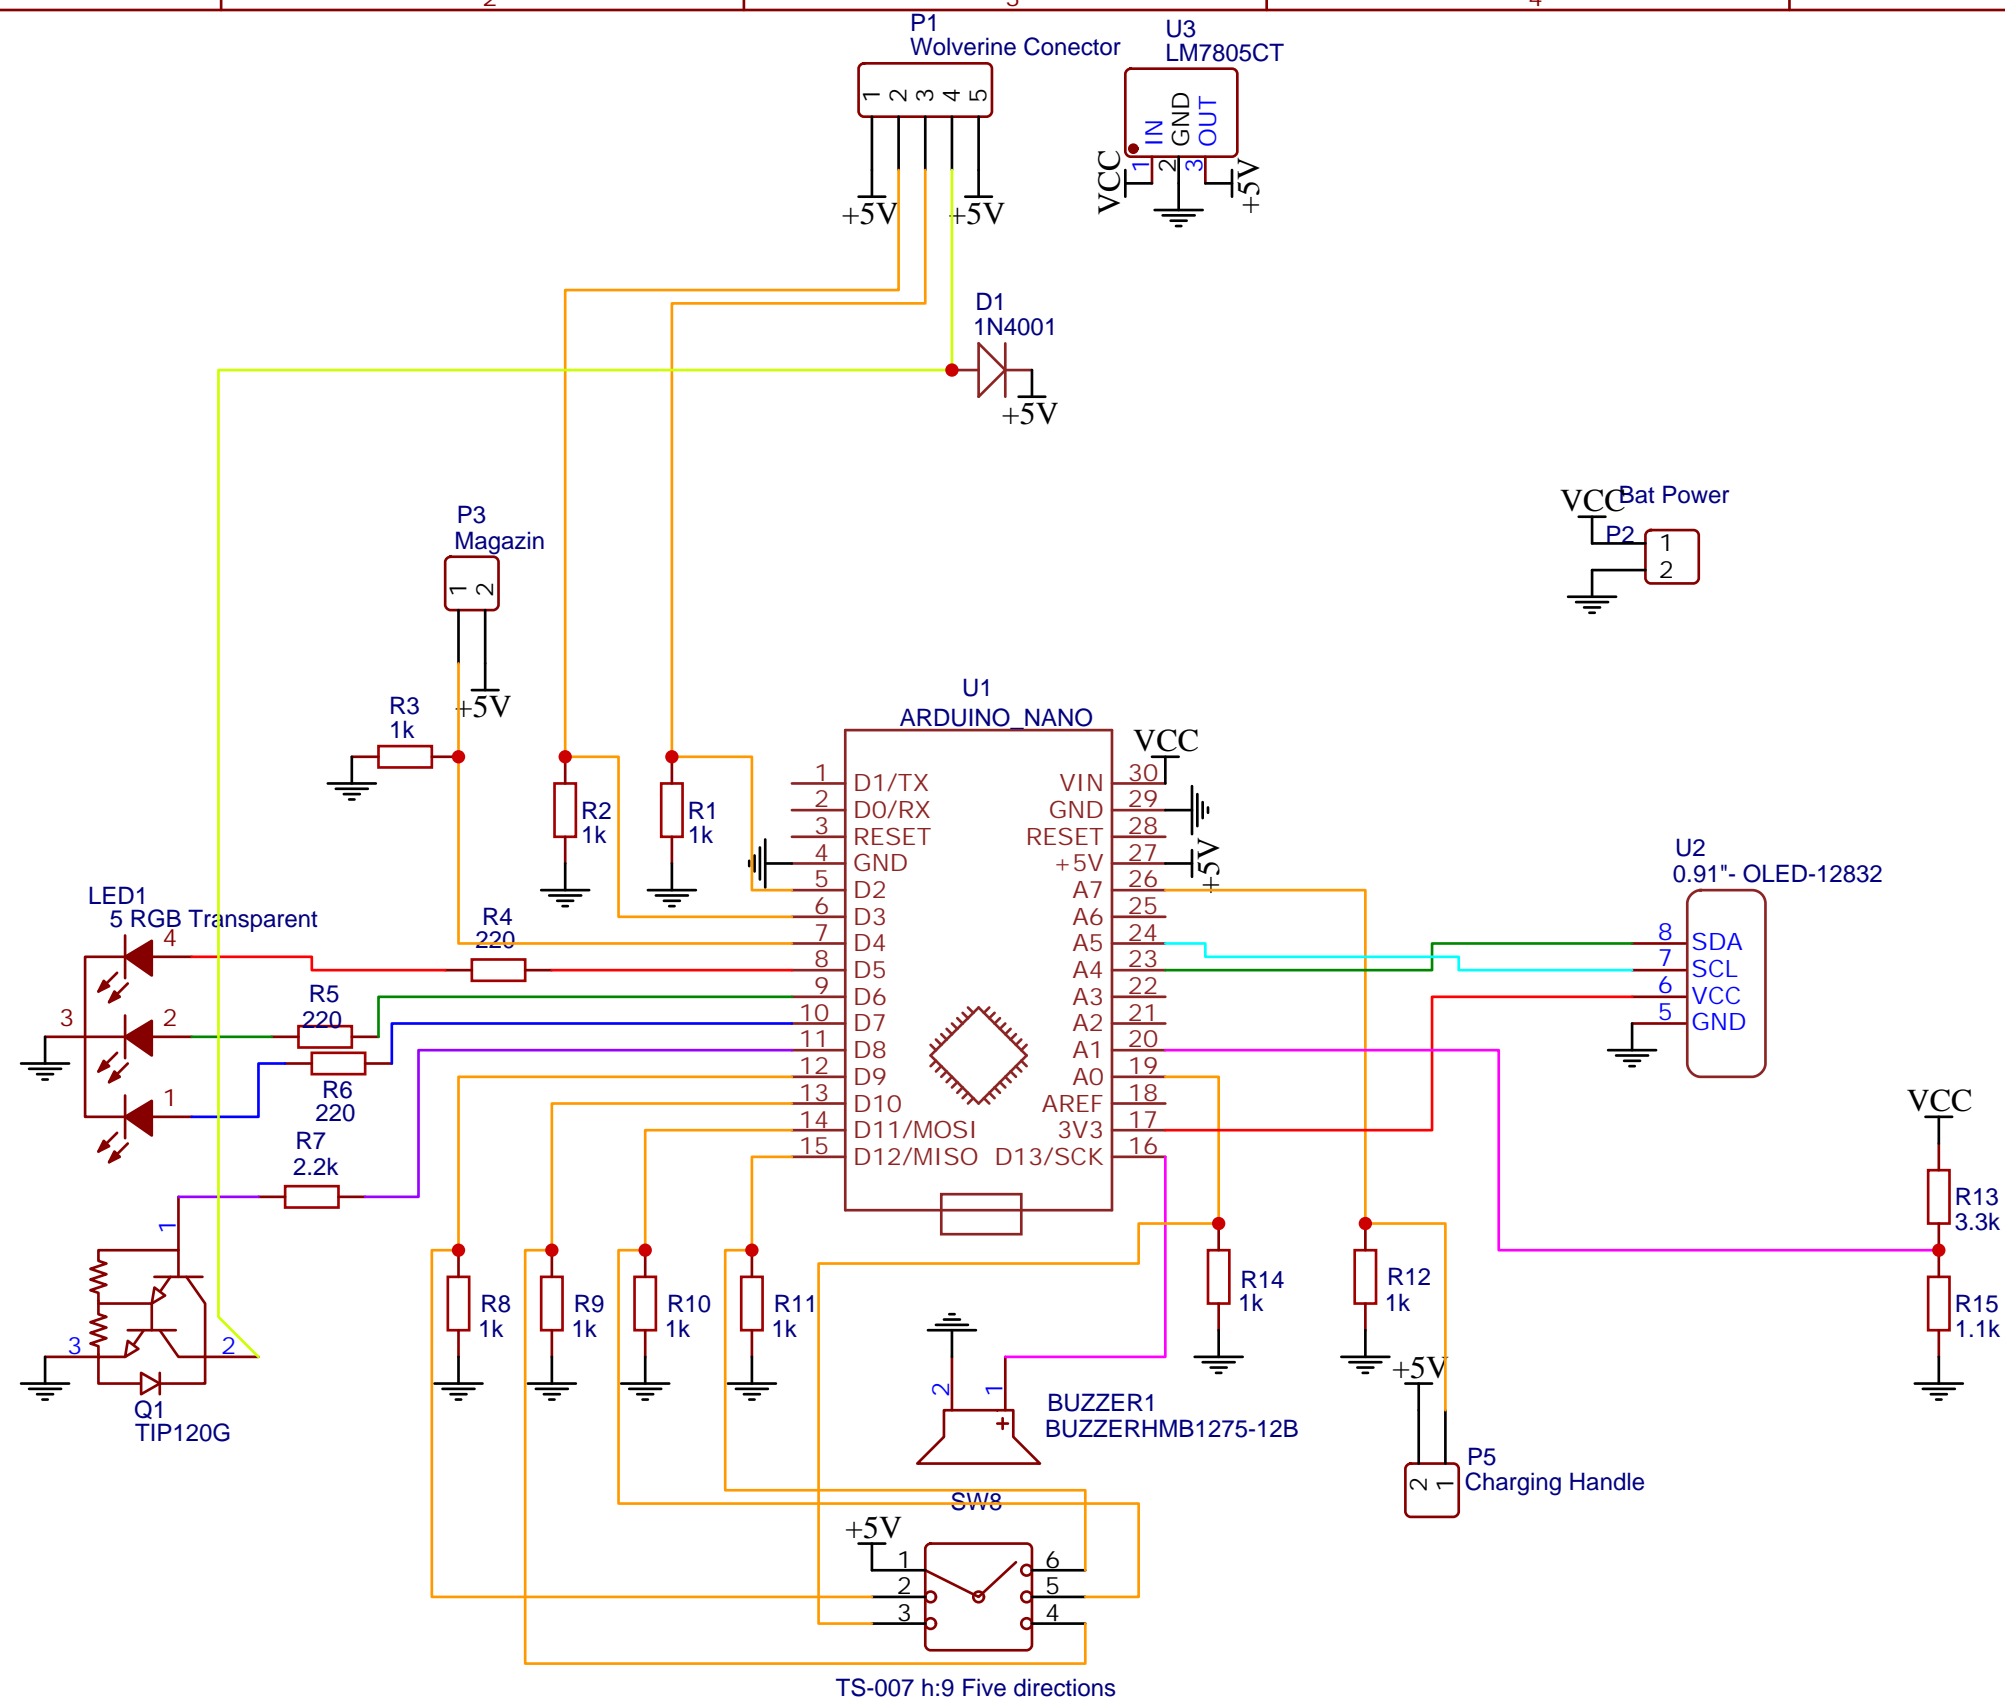 2
3
4
P1
Wolverine Conector
1
2
3
4
5
+5V
+5V
U3
LM7805CT
IN
GND
OUT
1
2
3
VCC
+5V
D1
1N4001
+5V
VCC
Bat Power
P2
1
2
P3
Magazin
1
2
+5V
R3
1k
R2
1k
R1
1k
U1
ARDUINO_NANO
1 D1/TX
2 D0/RX
3 RESET
4 GND
5 D2
6 D3
7 D4
8 D5
9 D6
10 D7
11 D8
12 D9
13 D10
14 D11/MOSI
15 D12/MISO
VCC
VIN 30
GND 29
RESET 28
+5V 27
+5V
A7 26
A6 25
A5 24
A4 23
A3 22
A2 21
A1 20
A0 19
AREF 18
3V3 17
D13/SCK 16
U2
0.91"- OLED-12832
8 SDA
7 SCL
6 VCC
5 GND
LED1
5 RGB Transparent
4
3
2
1
R4
220
R5
220
R6
220
R7
2.2k
1
3
2
Q1
TIP120G
R8
1k
R9
1k
R10
1k
R11
1k
R14
1k
R12
1k
VCC
R13
3.3k
R15
1.1k
2
1
+
BUZZER1
BUZZERHMB1275-12B
+5V
2
1
P5
Charging Handle
SW8
+5V
1
2
3
6
5
4
TS-007 h:9 Five directions